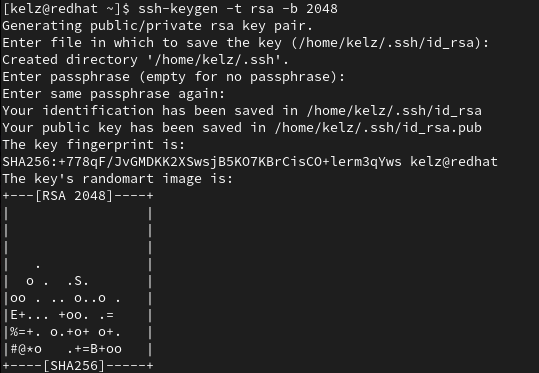 [kelz@redhat ~]$ ssh-keygen -t rsa -b 2048
Generating public/private rsa key pair.
Enter file in which to save the key (/home/kelz/.ssh/id_rsa):
Created directory '/home/kelz/.ssh'.
Enter passphrase (empty for no passphrase):
Enter same passphrase again:
Your identification has been saved in /home/kelz/.ssh/id_rsa
Your public key has been saved in /home/kelz/.ssh/id_rsa.pub
The key fingerprint is:
SHA256:+778qF/JvGMDKK2XSwsjB5KO7KBrCisCO+lerm3qYws kelz@redhat
The key's randomart image is:
+---[RSA 2048]----+
|                 |
|                 |
|                 |
|   .             |
|  o .  .S.       |
|oo . .. o..o .   |
|E+... +oo. .=    |
|%=+. o.+o+ o+.   |
|#@*o   .+=B+oo   |
+----[SHA256]-----+